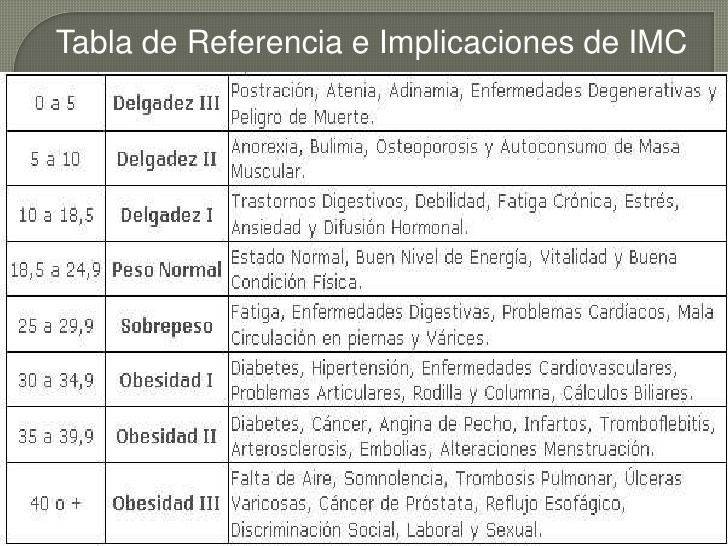 Tabla de Referencia e Implicaciones de IMC
0 a 5 Delgadez III Postración, Atenia, Adinamia, Enfermedades Degenerativas y
Peligro de Muerte.
5 a 10 Delgadez II Anorexia, Bulimia, Osteoporosis y Autoconsumo de Masa
Muscular.
10 a 18,5 Delgadez I Trastornos Digestivos, Debilidad, Fatiga Crónica, Estrés,
Ansiedad y Difusión Hormonal.
18,5 a 24,9 Peso Normal Estado Normal, Buen Nivel de Energía, Vitalidad y Buena
Condición Física.
25 a 29,9 Sobrepeso Fatiga, Enfermedades Digestivas, Problemas Cardíacos, Mala
Circulación en piernas y Várices.
30 a 34,9 Obesidad I Diabetes, Hipertensión, Enfermedades Cardiovasculares,
Problemas Articulares, Rodilla y Columna, Cálculos Biliares.
35 a 39,9 Obesidad II Diabetes, Cáncer, Angina de Pecho, Infartos, Tromboflebitis,
Arterosclerosis, Embolias, Alteraciones Menstruación.
40 o + Obesidad III Falta de Aire, Somnolencia, Trombosis Pulmonar, Úlceras
Varicosas, Cáncer de Próstata, Reflujo Esofágico,
Discriminación Social, Laboral y Sexual.